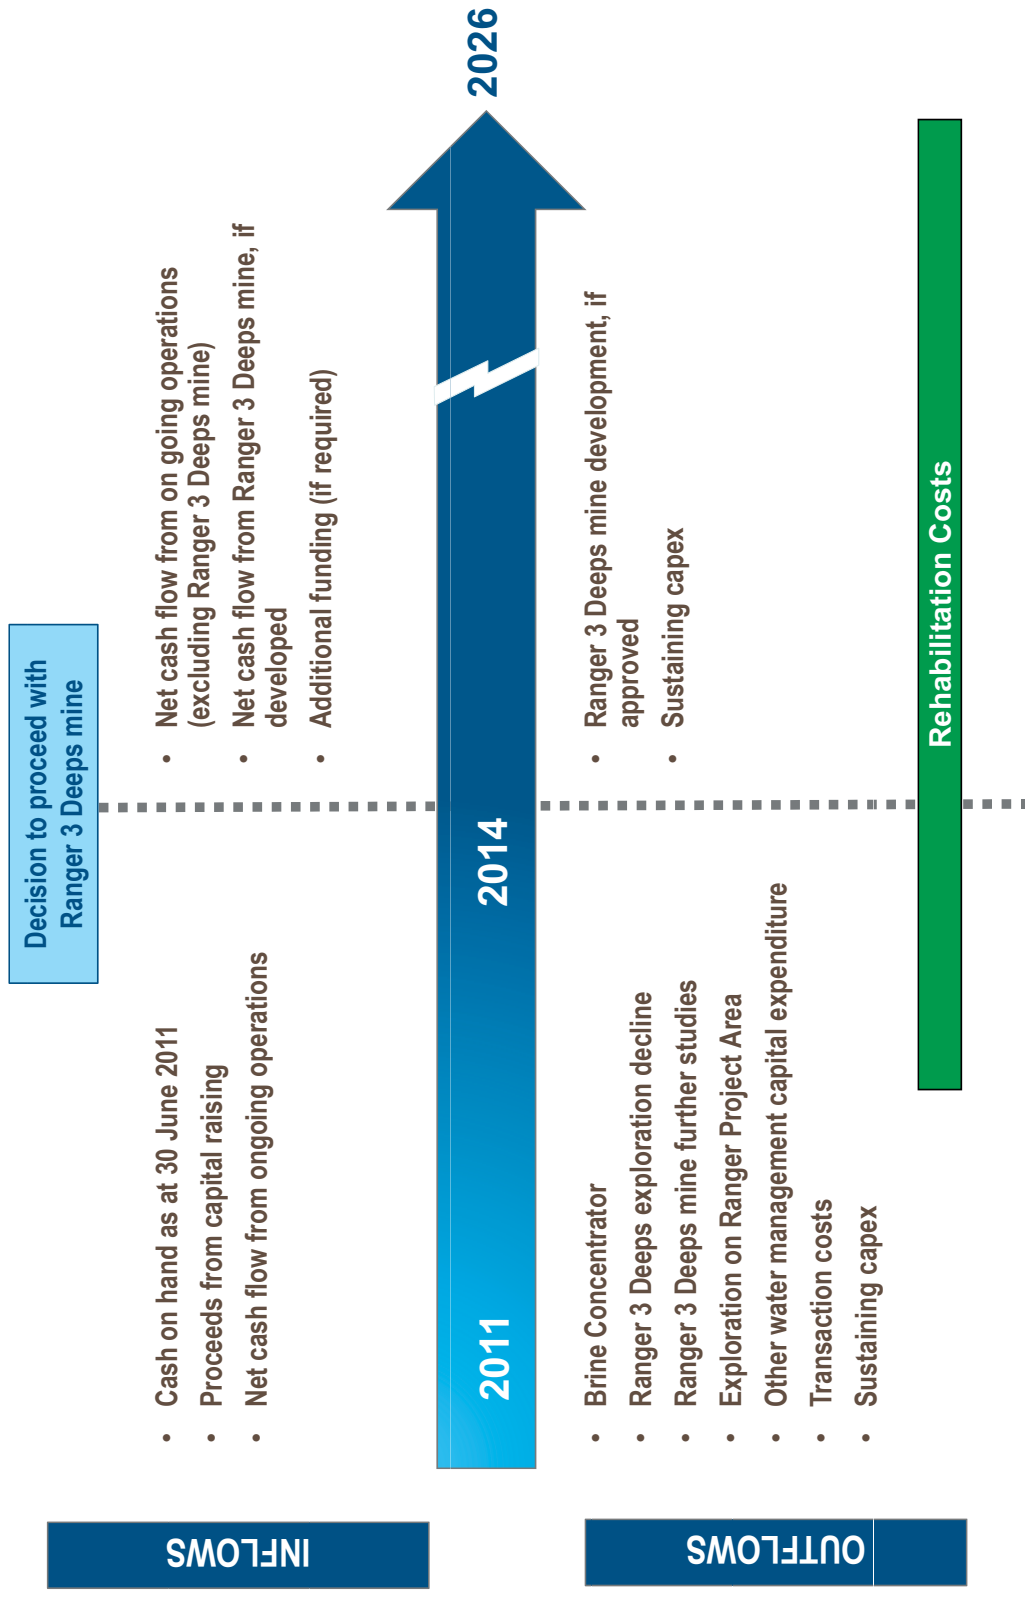 Decision to proceed with
Ranger 3 Deeps mine
INFLOWS
• Cash on hand as at 30 June 2011
• Proceeds from capital raising
• Net cash flow from ongoing operations
• Net cash flow from on going operations
(excluding Ranger 3 Deeps mine)
• Net cash flow from Ranger 3 Deeps mine, if
developed
• Additional funding (if required)
2011
2014
2026
OUTFLOWS
• Brine Concentrator
• Ranger 3 Deeps exploration decline
• Ranger 3 Deeps mine further studies
• Exploration on Ranger Project Area
• Other water management capital expenditure
• Transaction costs
• Sustaining capex
• Ranger 3 Deeps mine development, if
approved
• Sustaining capex
Rehabilitation Costs